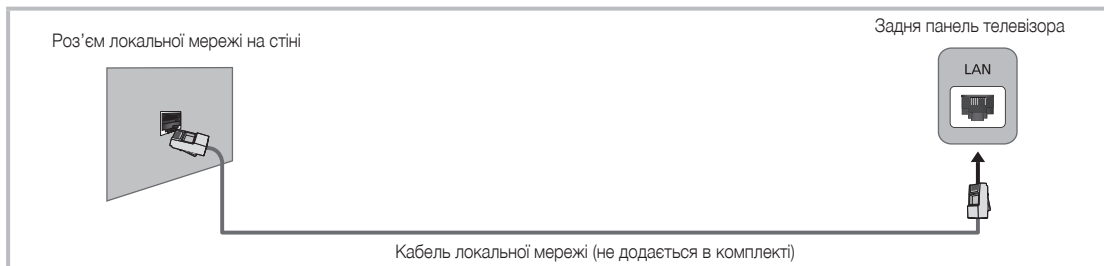 Роз’єм локальної мережі на стіні
Задня панель телевізора
LAN
Кабель локальної мережі (не додається в комплекті)